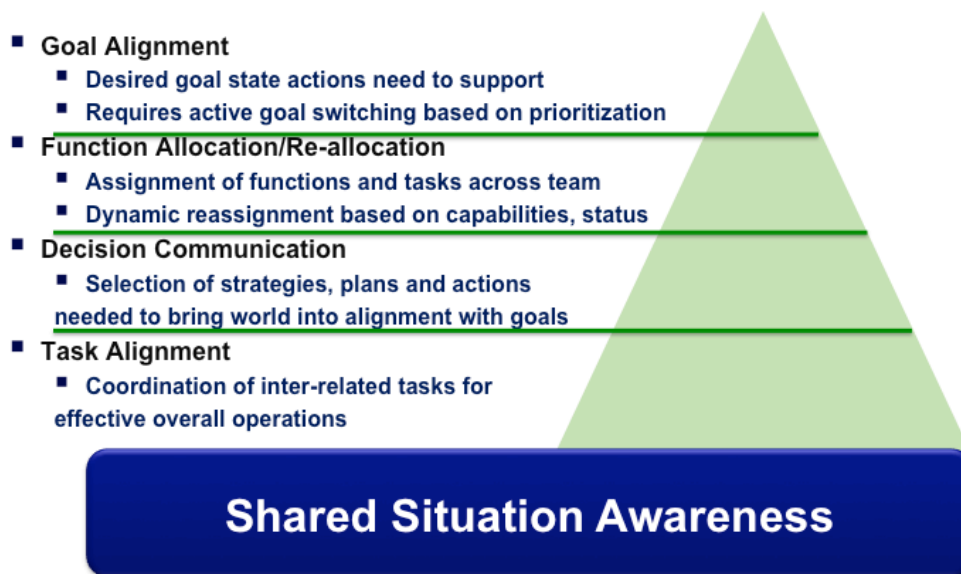 Goal Alignment
Desired goal state actions need to support
Requires active goal switching based on prioritization
Function Allocation/Re-allocation
Assignment of functions and tasks across team
Dynamic reassignment based on capabilities, status
Decision Communication
Selection of strategies, plans and actions
needed to bring world into alignment with goals
Task Alignment
Coordination of inter-related tasks for
effective overall operations
Shared Situation Awareness